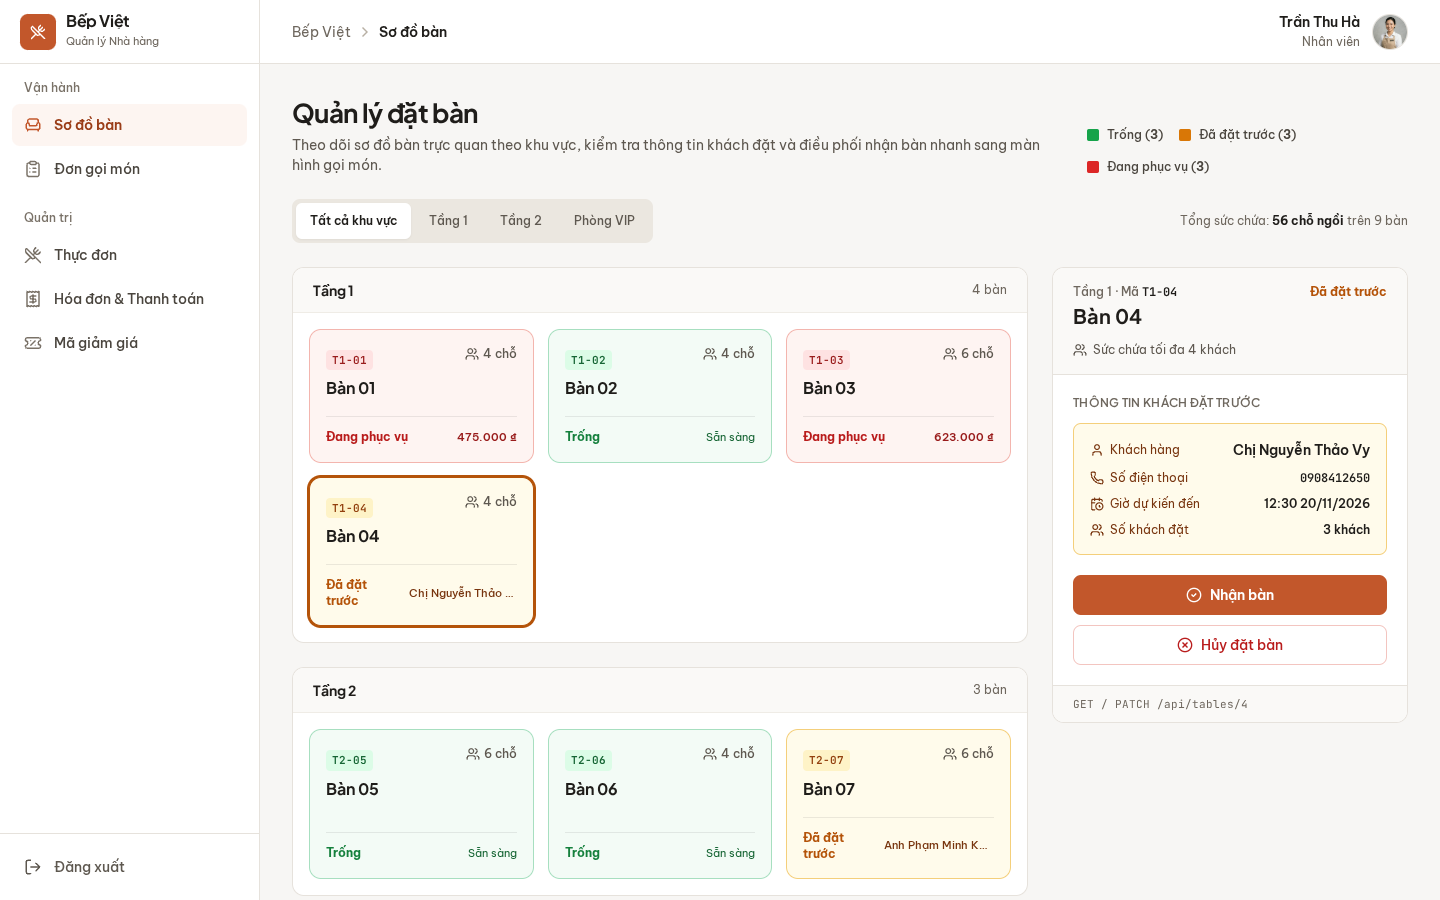 Bếp Việt
Quản lý Nhà hàng
Vận hành
Sơ đồ bàn
Đơn gọi món
Quản trị
Thực đơn
Hóa đơn & Thanh toán
Mã giảm giá
Đăng xuất
Bếp Việt > Sơ đồ bàn
Trần Thu Hà
Nhân viên
Quản lý đặt bàn
Theo dõi sơ đồ bàn trực quan theo khu vực, kiểm tra thông tin khách đặt và điều phối nhận bàn nhanh sang màn
hình gọi món.
Trống (3) Đã đặt trước (3)
Đang phục vụ (3)
Tất cả khu vực Tầng 1 Tầng 2 Phòng VIP
Tổng sức chứa: 56 chỗ ngồi trên 9 bàn
Tầng 1 4 bàn
T1-01 4 chỗ
Bàn 01
Đang phục vụ 475.000 ₫
T1-02 4 chỗ
Bàn 02
Trống Sẵn sàng
T1-03 6 chỗ
Bàn 03
Đang phục vụ 623.000 ₫
T1-04 4 chỗ
Bàn 04
Đã đặt
trước
Chị Nguyễn Thảo ...
Tầng 2 3 bàn
T2-05 6 chỗ
Bàn 05
Trống Sẵn sàng
T2-06 4 chỗ
Bàn 06
Trống Sẵn sàng
T2-07 6 chỗ
Bàn 07
Đã đặt
trước
Anh Phạm Minh K...
Tầng 1 · Mã T1-04 Đã đặt trước
Bàn 04
Sức chứa tối đa 4 khách
THÔNG TIN KHÁCH ĐẶT TRƯỚC
Khách hàng Chị Nguyễn Thảo Vy
Số điện thoại 0908412650
Giờ dự kiến đến 12:30 20/11/2026
Số khách đặt 3 khách
Nhận bàn
Hủy đặt bàn
GET / PATCH /api/tables/4